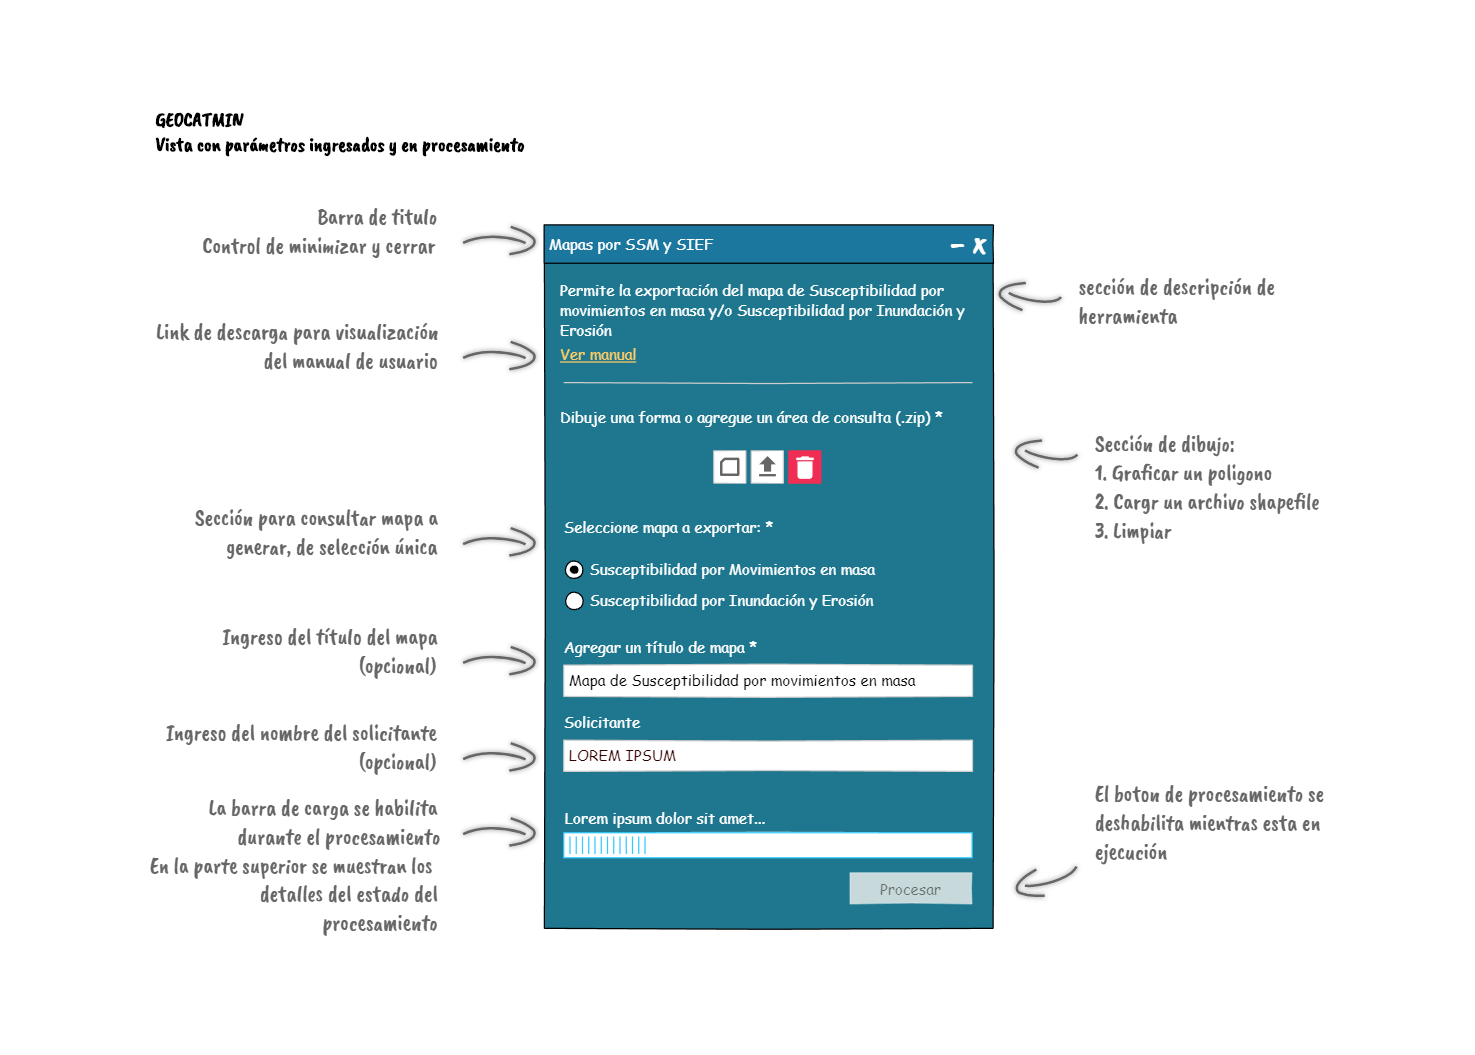 GEOCATMIN
Vista con parámetros ingresados y en procesamiento
Barra de titulo
Control de minimizar y cerrar
Link de descarga para visualización
del manual de usuario
Sección para consultar mapa a
generar, de selección única
Ingreso del título del mapa
(opcional)
Ingreso del nombre del solicitante
(opcional)
La barra de carga se habilita
durante el procesamiento
En la parte superior se muestran los
detalles del estado del
procesamiento
Mapas por SSM y SIEF
Permite la exportación del mapa de Susceptibilidad por
movimientos en masa y/o Susceptibilidad por Inundación y
Erosión
Ver manual
Dibuje una forma o agregue un área de consulta (.zip) *
Seleccione mapa a exportar: *
Susceptibilidad por Movimientos en masa
Susceptibilidad por Inundación y Erosión
Agregar un título de mapa *
Mapa de Susceptibilidad por movimientos en masa
Solicitante
LOREM IPSUM
Lorem ipsum dolor sit amet...
Procesar
sección de descripción de
herramienta
Sección de dibujo:
1. Graficar un poligono
2. Cargr un archivo shapefile
3. Limpiar
El boton de procesamiento se
deshabilita mientras esta en
ejecución